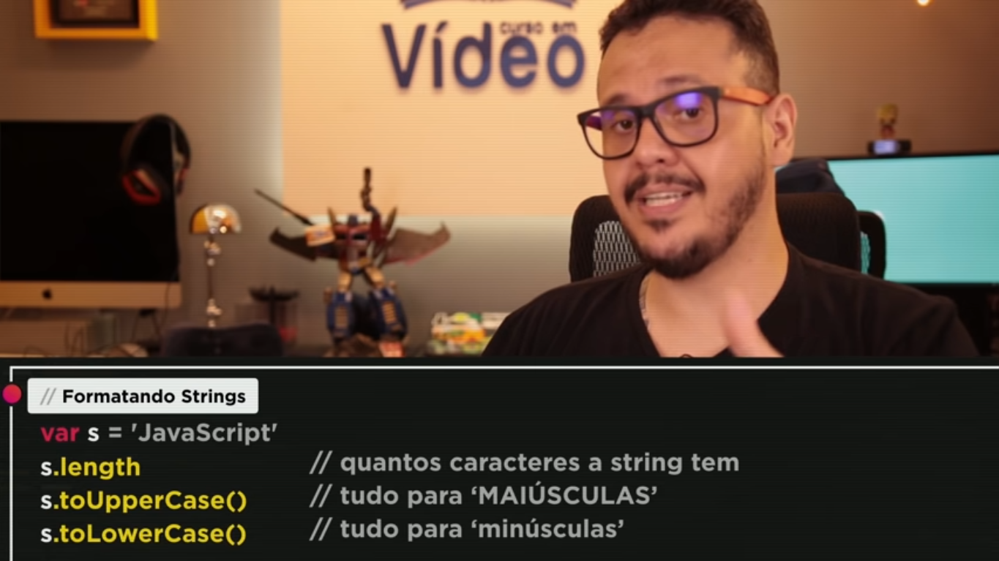 curso em
Vídeo
// Formatando Strings
var s = 'JavaScript'
s.length // quantos caracteres a string tem
s.toUpperCase() // tudo para ‘MAIÚSCULAS’
s.toLowerCase() // tudo para ‘minúsculas’